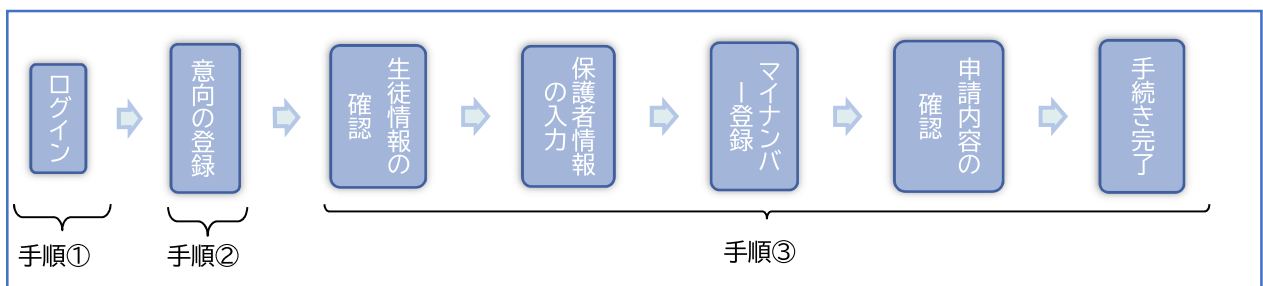 ログイン
意向の登録
生徒情報の
確認
保護者情報
の入力
マイナンバ
ー登録
申請内容の
確認
手続き完了
手順①
手順②
手順③